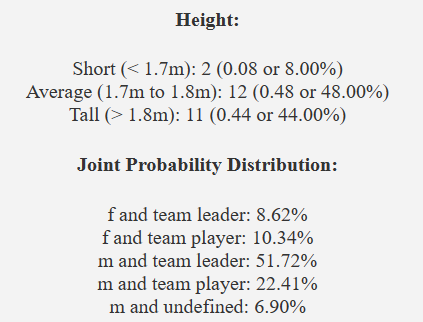 Height:
Short (< 1.7m): 2 (0.08 or 8.00%)
Average (1.7m to 1.8m): 12 (0.48 or 48.00%)
Tall (> 1.8m): 11 (0.44 or 44.00%)
Joint Probability Distribution:
f and team leader: 8.62%
f and team player: 10.34%
m and team leader: 51.72%
m and team player: 22.41%
m and undefined: 6.90%